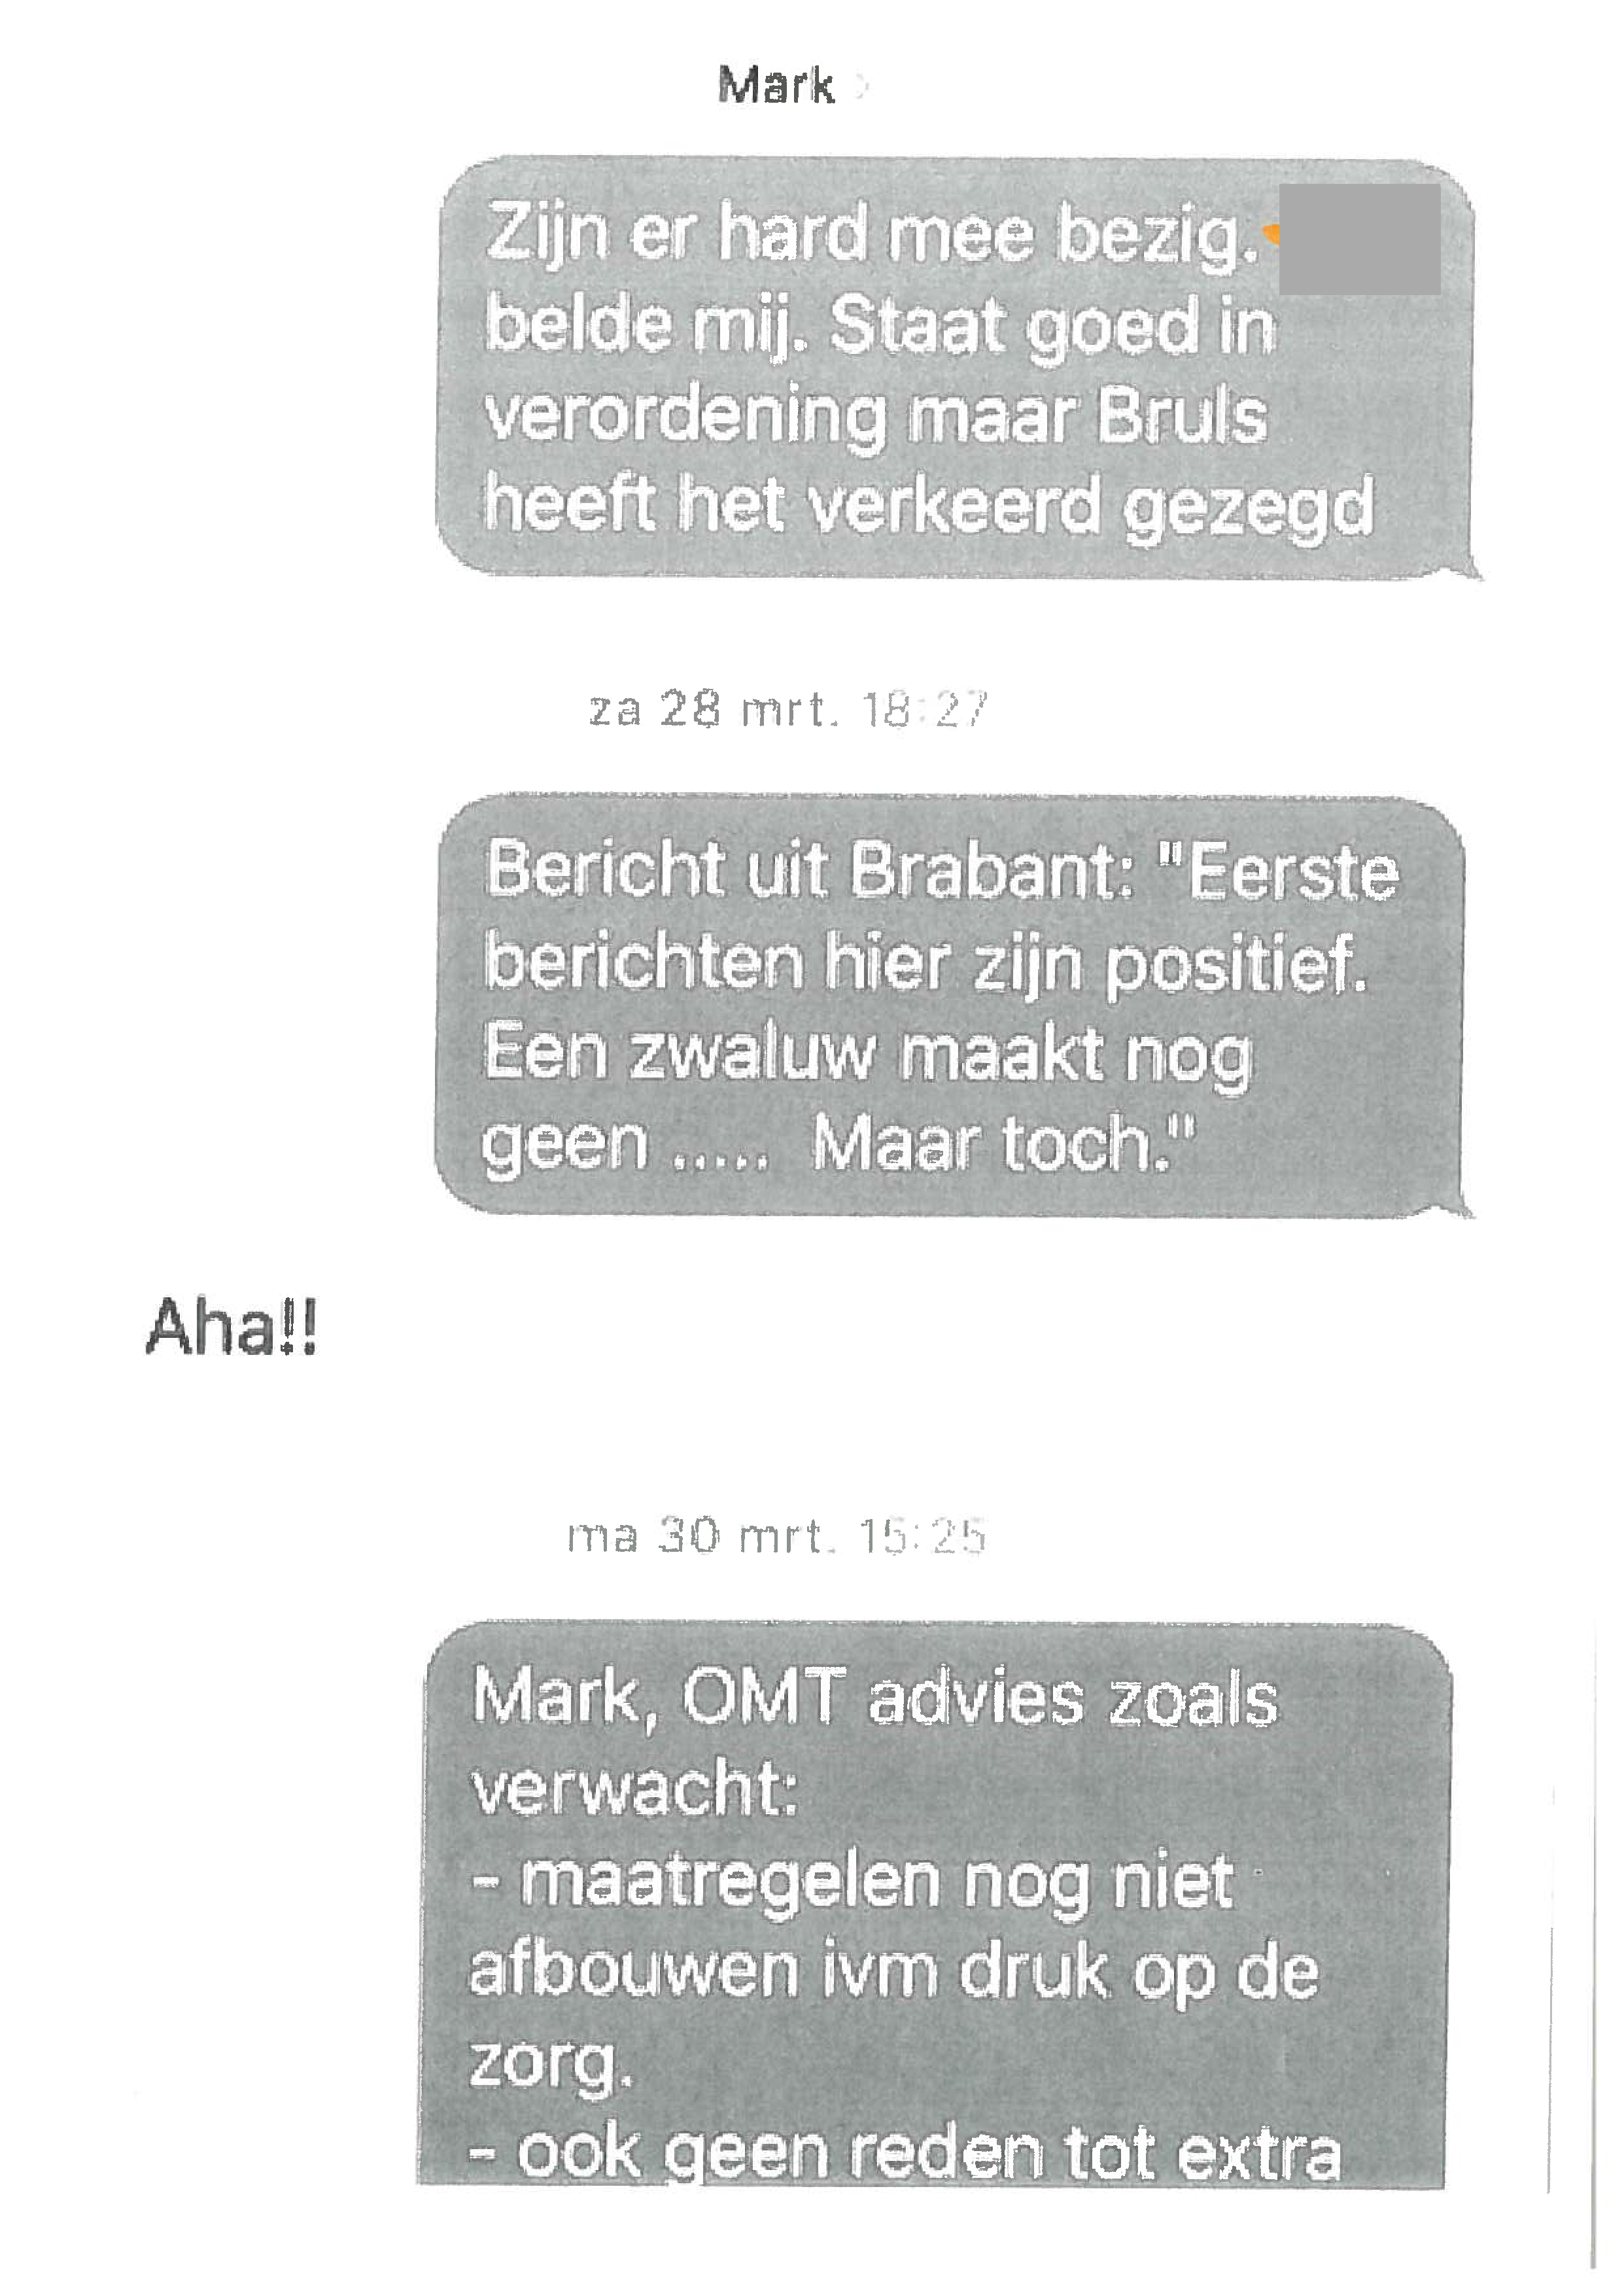 Mark
Zijn er hard mee bezig.
belde mij. Staat goed in
verordening maar Bruls
heeft het verkeerd gezegd
za 28 mrt. 18:27
Bericht uit Brabant: "Eerste
berichten hier zijn positief.
Een zwaluw maakt nog
geen ..... Maar toch."
Aha!!
ma 30 mrt. 15:25
Mark, OMT advies zoals
verwacht:
- maatregelen nog niet
afbouwen ivm druk op de
zorg.
- ook geen reden tot extra